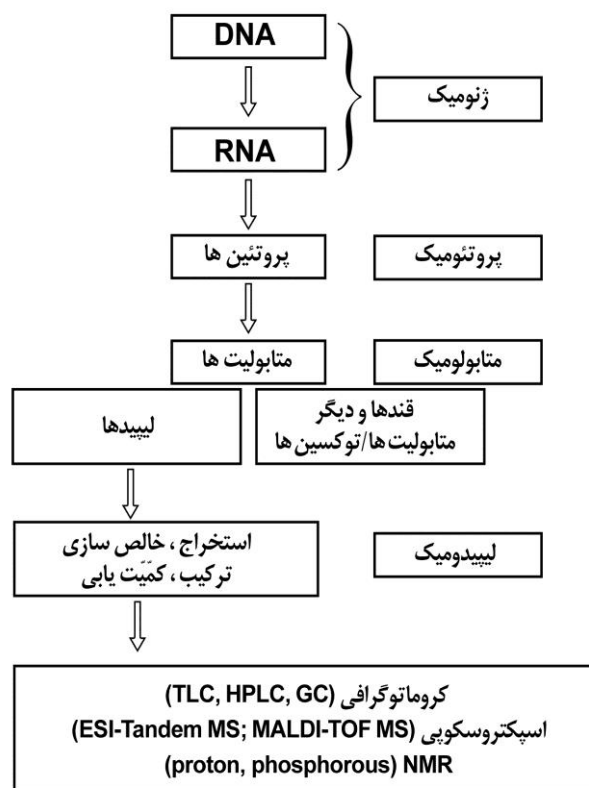 DNA
ژنومیک
RNA
پروتئین ها
پروتئومیک
متابولیت ها
متابولومیک
لیپیدها
قندها و دیگر
متابولیت ها/توکسین ها
استخراج، خالص سازی
ترکیب، کمّیّت یابی
لیپیدومیک
کروماتوگرافی (TLC, HPLC, GC)
اسپکتروسکوپی (ESI-Tandem MS; MALDI-TOF MS)
(proton, phosphorous) NMR